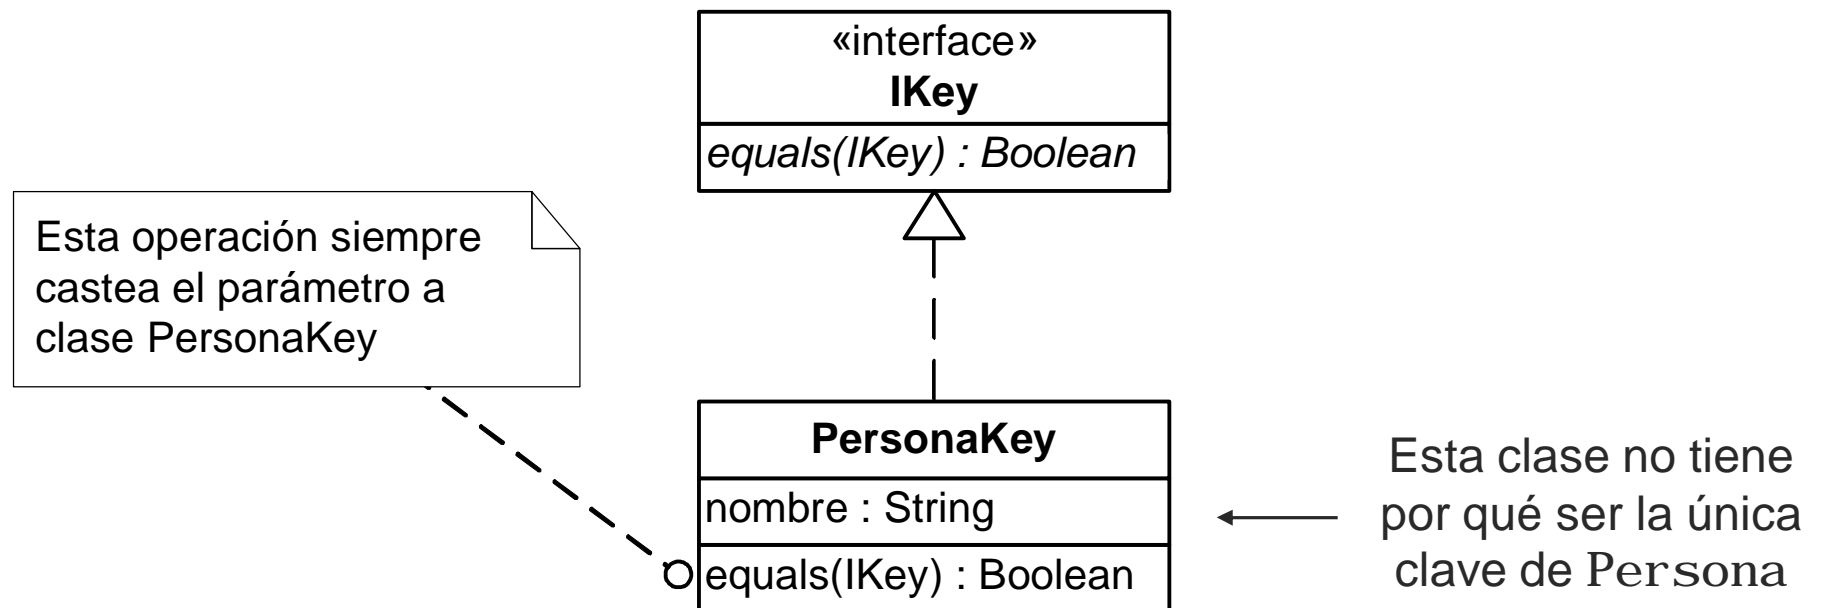 «interface»
IKey
equals(IKey) : Boolean
Esta operación siempre
castea el parámetro a
clase PersonaKey
PersonaKey
nombre : String
equals(IKey) : Boolean
Esta clase no tiene
por qué ser la única
clave de Persona